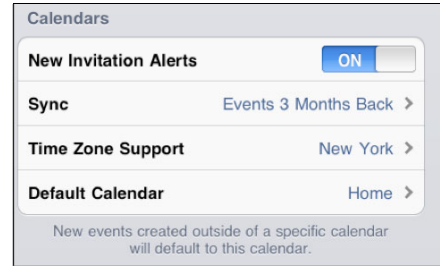 Calendars
New Invitation Alerts ON
Sync Events 3 Months Back
Time Zone Support New York
Default Calendar Home
New events created outside of a specific calendar
will default to this calendar.